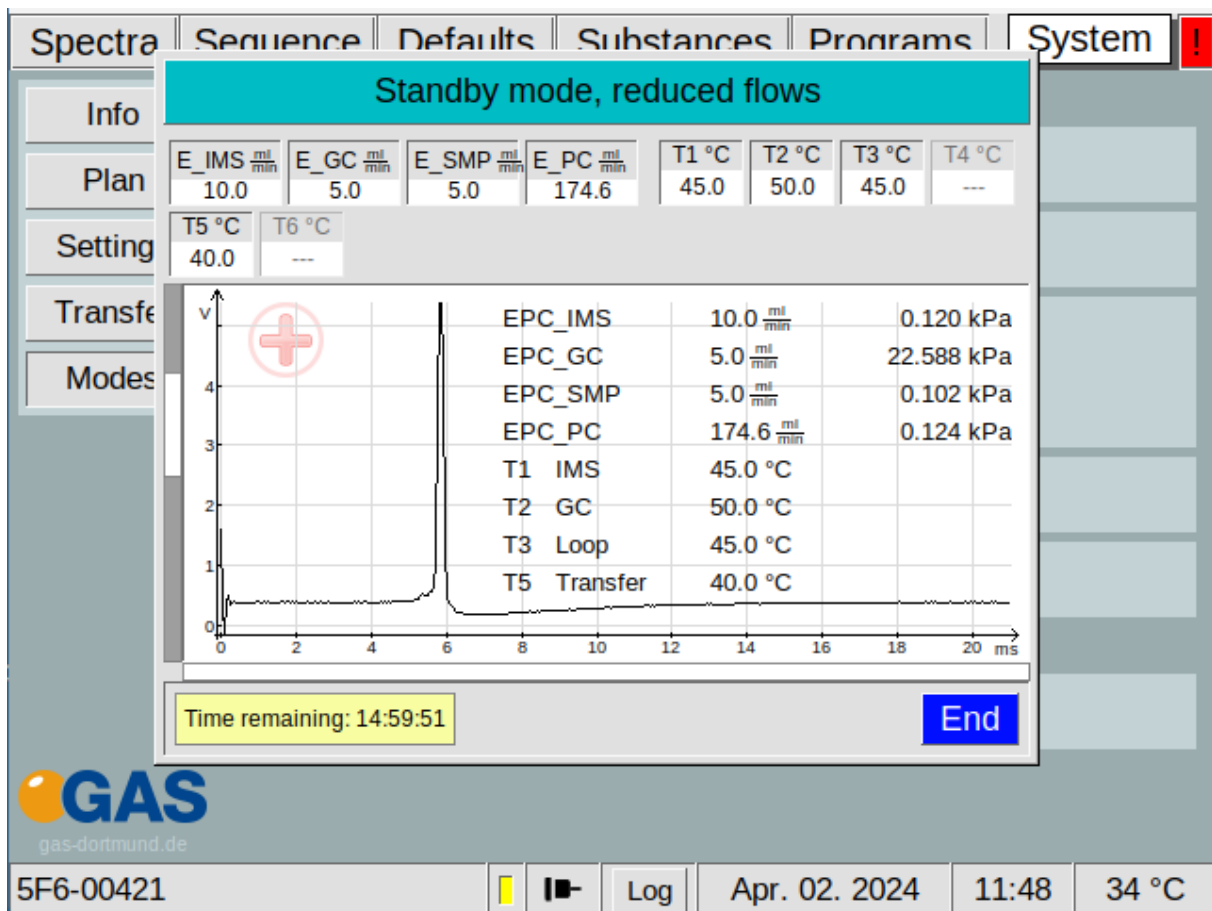 Spectra Sequence Defaults Substances Programs System !
Standby mode, reduced flows
Info
Plan
Setting
Transfe
Modes
E_IMS ml/min E_GC ml/min E_SMP ml/min E_PC ml/min T1 °C T2 °C T3 °C T4 °C
10.0 5.0 5.0 174.6 45.0 50.0 45.0 ---
T5 °C T6 °C
40.0 ---
V
4
3
2
1
0
0 2 4 6 8 10 12 14 16 18 20 ms
EPC_IMS 10.0 ml/min 0.120 kPa
EPC_GC 5.0 ml/min 22.588 kPa
EPC_SMP 5.0 ml/min 0.102 kPa
EPC_PC 174.6 ml/min 0.124 kPa
T1 IMS 45.0 °C
T2 GC 50.0 °C
T3 Loop 45.0 °C
T5 Transfer 40.0 °C
Time remaining: 14:59:51 End
GAS
gas-dortmund.de
5F6-00421 Log Apr. 02. 2024 11:48 34 °C